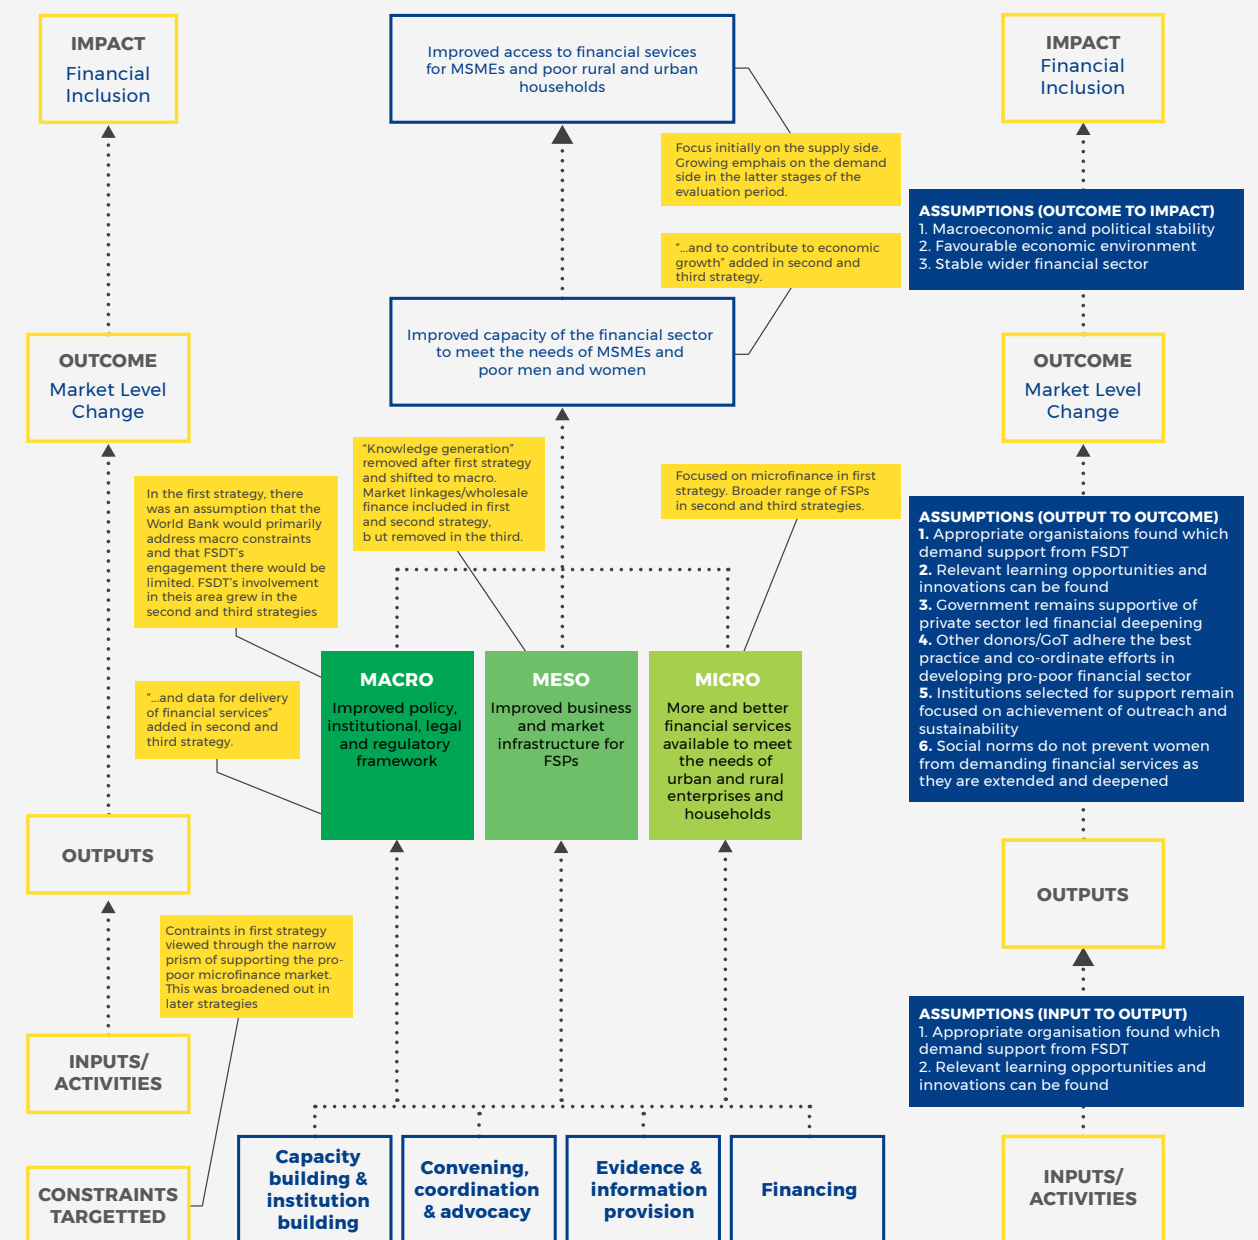 IMPACT
Financial
Inclusion
OUTCOME
Market Level
Change
OUTPUTS
INPUTS/
ACTIVITIES
CONSTRAINTS
TARGETTED
In the first strategy, there
was an assumption that the
World Bank would primarily
address macro constraints
and that FSDT’s
engagement there would be
limited. FSDT’s involvement
in theis area grew in the
second and third strategies
“...and data for delivery
of financial services”
added in second and
third strategy.
Contraints in first strategy
viewed through the narrow
prism of supporting the pro-
poor microfinance market.
This was broadened out in
later strategies
Improved access to financial sevices
for MSMEs and poor rural and urban
households
Focus initially on the supply side.
Growing emphais on the demand
side in the latter stages of the
evaluation period.
“...and to contribute to economic
growth” added in second and
third strategy.
Improved capacity of the financial sector
to meet the needs of MSMEs and
poor men and women
“Knowledge generation”
removed after first strategy
and shifted to macro.
Market linkages/wholesale
finance included in first
and second strategy,
b ut removed in the third.
Focused on microfinance in first
strategy. Broader range of FSPs
in second and third strategies.
MACRO
Improved policy,
institutional, legal
and regulatory
framework
MESO
Improved business
and market
infrastructure for
FSPs
MICRO
More and better
financial services
available to meet
the needs of
urban and rural
enterprises and
households
Capacity
building &
institution
building
Convening,
coordination
& advocacy
Evidence &
information
provision
Financing
IMPACT
Financial
Inclusion
ASSUMPTIONS (OUTCOME TO IMPACT)
1. Macroeconomic and political stability
2. Favourable economic environment
3. Stable wider financial sector
OUTCOME
Market Level
Change
ASSUMPTIONS (OUTPUT TO OUTCOME)
1. Appropriate organistaions found which
demand support from FSDT
2. Relevant learning opportunities and
innovations can be found
3. Government remains supportive of
private sector led financial deepening
4. Other donors/GoT adhere the best
practice and co-ordinate efforts in
developing pro-poor financial sector
5. Institutions selected for support remain
focused on achievement of outreach and
sustainability
6. Social norms do not prevent women
from demanding financial services as
they are extended and deepened
OUTPUTS
ASSUMPTIONS (INPUT TO OUTPUT)
1. Appropriate organisation found which
demand support from FSDT
2. Relevant learning opportunities and
innovations can be found
INPUTS/
ACTIVITIES